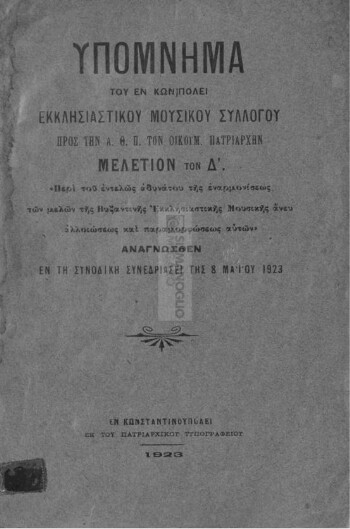 ΥΠΟΜΝΗΜΑ
ΤΟΥ ΕΝ ΚΩΝ]ΠΟΛΕΙ
ΕΚΚΛΗΣΙΑΣΤΙΚΟΥ ΜΟΥΣΙΚΟΥ ΣΥΛΛΟΓΟΥ
ΠΡΟΣ ΤΗΝ Α. Θ. Π. ΤΟΝ ΟΙΚΟΥΜ. ΠΑΤΡΙΑΡΧΗΝ
ΜΕΛΕΤΙΟΝ ΤΟΝ Δ'.
«Περὶ τοῦ ἐντελῶς ἀδυνάτου τῆς ἐναρμονίσεως
τῶν μελῶν τῆς Βυζαντινῆς Ἐκκλησιαστικῆς Μουσικῆς ἄνευ
ἀλλοιώσεως καὶ παραμορφώσεως αὐτῶν»
ΑΝΑΓΝΩΣΘΕΝ
ΕΝ ΤΗ ΣΥΝΟΔΙΚΗ ΣΥΝΕΔΡΙΑΣΕΙ ΤΗΣ 8 ΜΑΪΟΥ 1923
ΕΝ ΚΩΝΣΤΑΝΤΙΝΟΥΠΟΛΕΙ
ΕΚ ΤΟΥ ΠΑΤΡΙΑΡΧΙΚΟΥ ΤΥΠΟΓΡΑΦΕΙΟΥ
1923